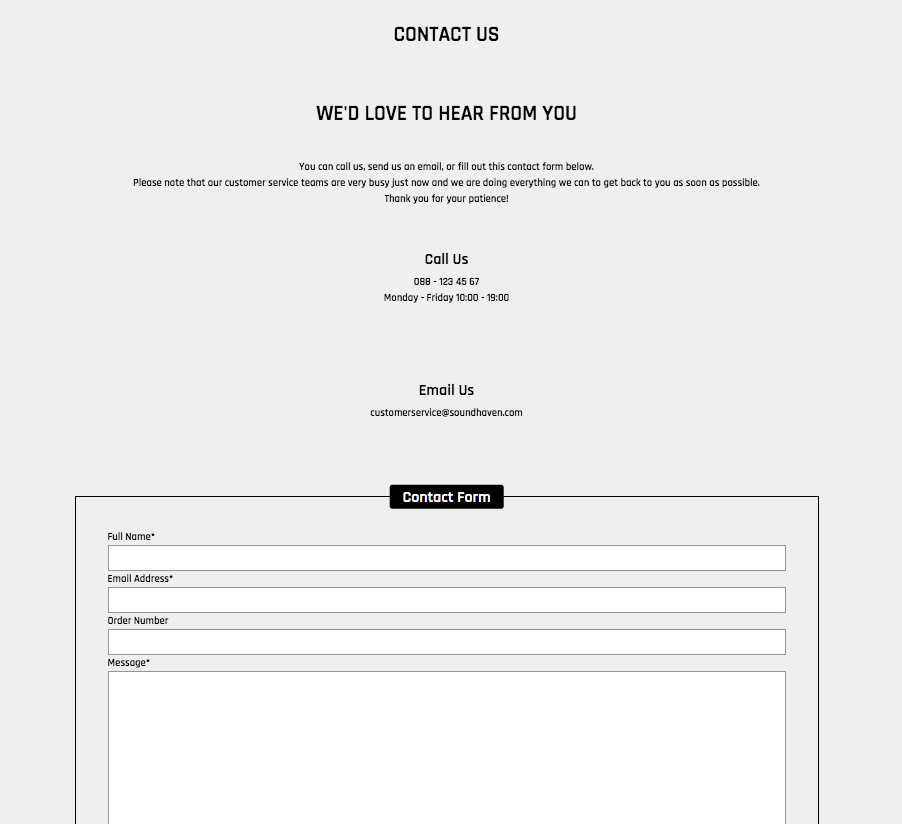 CONTACT US
WE'D LOVE TO HEAR FROM YOU
You can call us, send us an email, or fill out this contact form below.
Please note that our customer service teams are very busy just now and we are doing everything we can to get back to you as soon as possible.
Thank you for your patience!
Call Us
088 - 123 45 67
Monday - Friday 10:00 - 19:00
Email Us
customerservice@soundhaven.com
Contact Form
Full Name*
Email Address*
Order Number
Message*